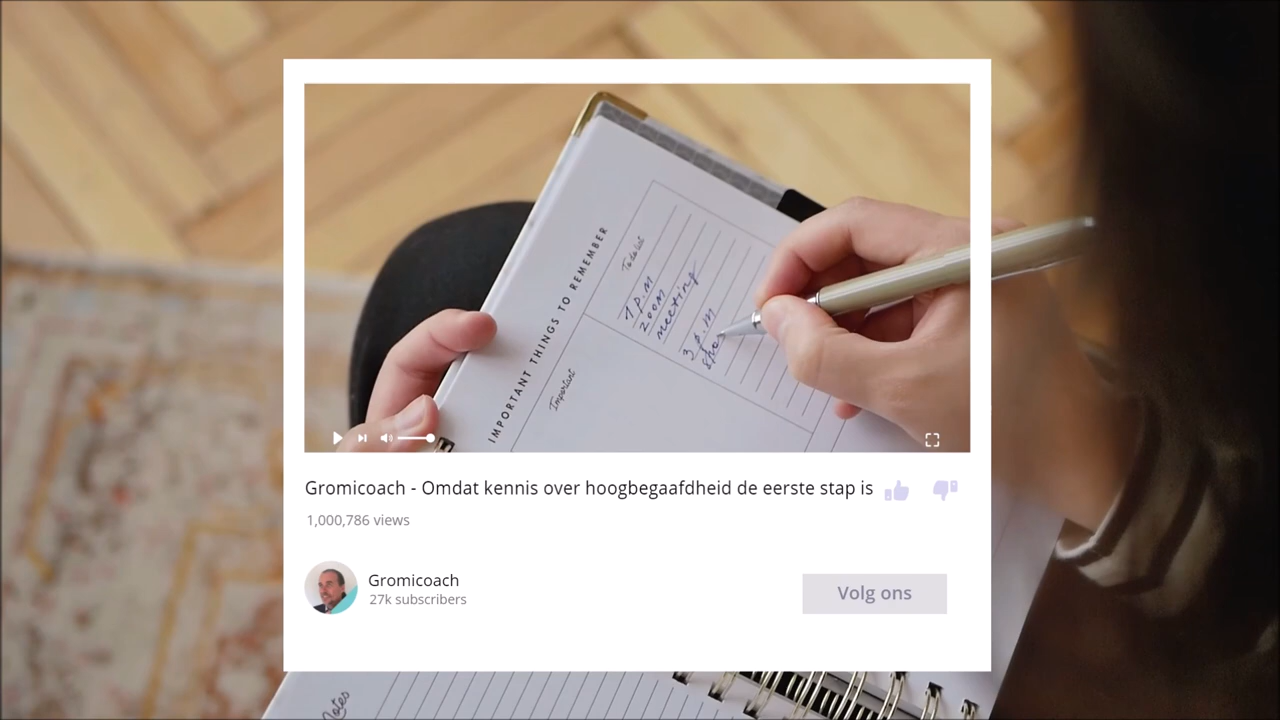 IMPORTANT THINGS TO REMEMBER
To do list
1 P.M
ZOOM
meeting
3 P.M
Important
Gromicoach - Omdat kennis over hoogbegaafdheid de eerste stap is
1,000,786 views
Gromicoach
27k subscribers
Volg ons
Notes